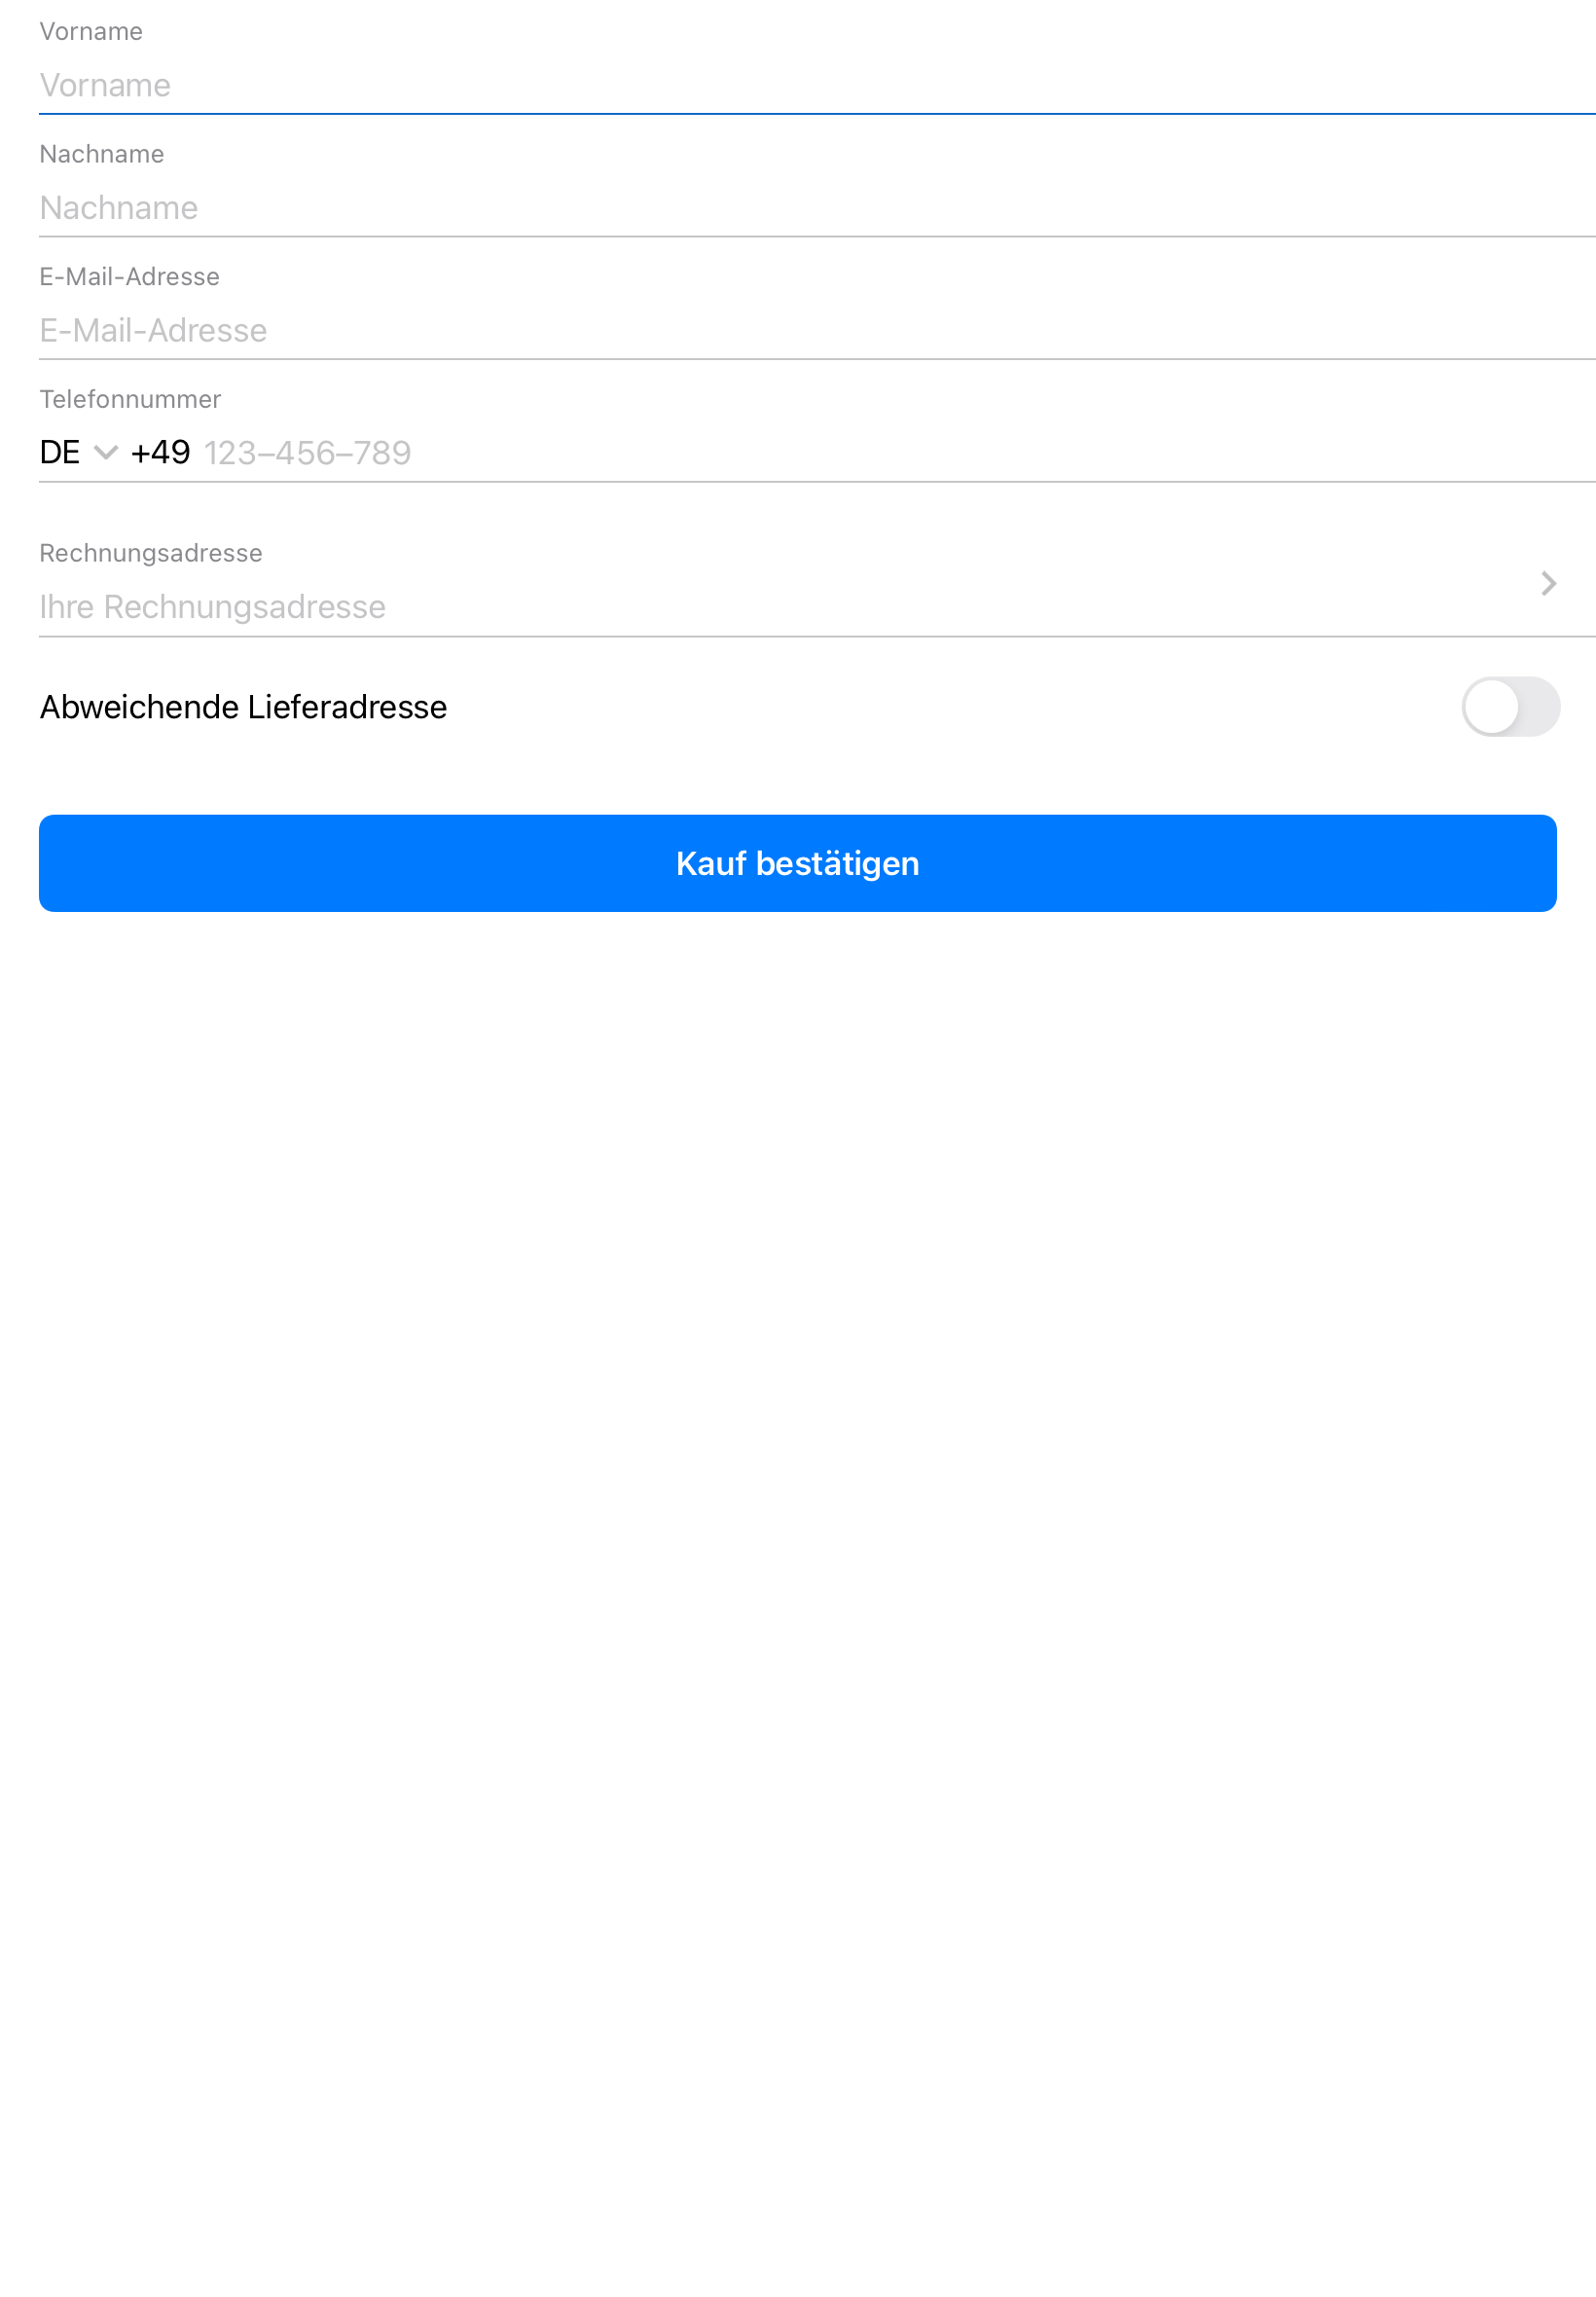 Vorname
Vorname
Nachname
Nachname
E-Mail-Adresse
E-Mail-Adresse
Telefonnummer
DE +49 123–456–789
Rechnungsadresse
Ihre Rechnungsadresse
Abweichende Lieferadresse
Kauf bestätigen